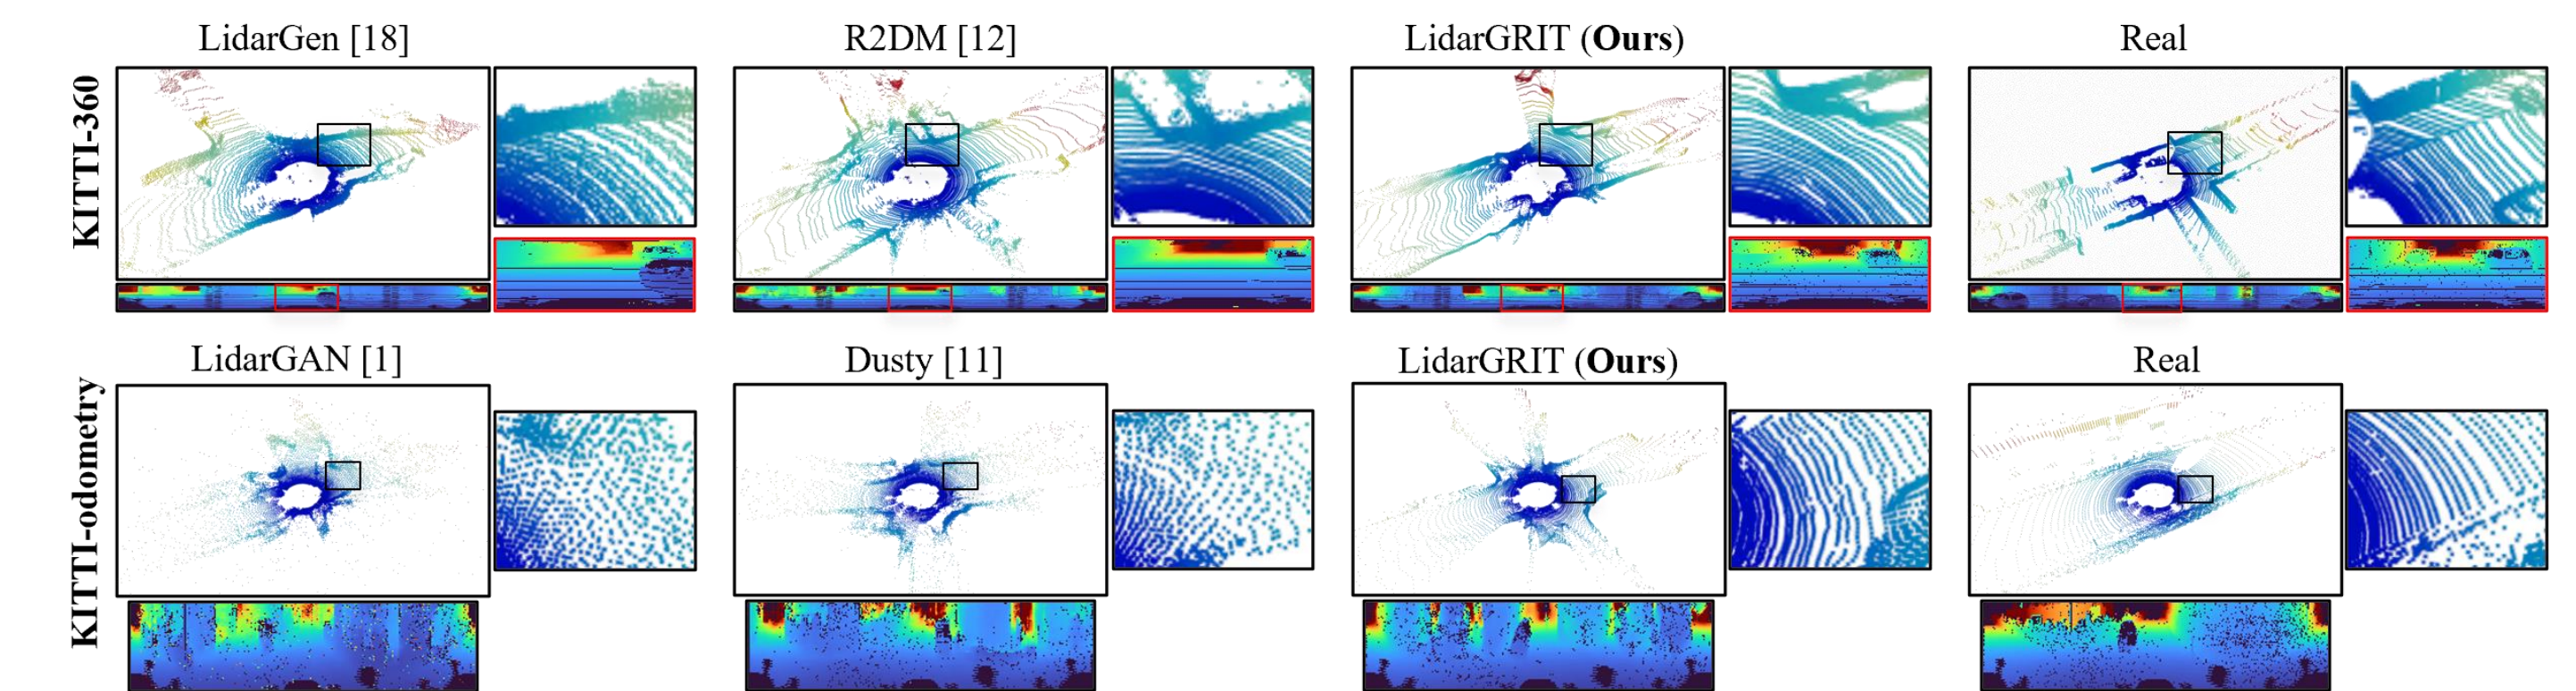 LidarGen [18]
R2DM [12]
LidarGRIT (Ours)
Real
KITTI-360
LidarGAN [1]
Dusty [11]
LidarGRIT (Ours)
Real
KITTI-odometry